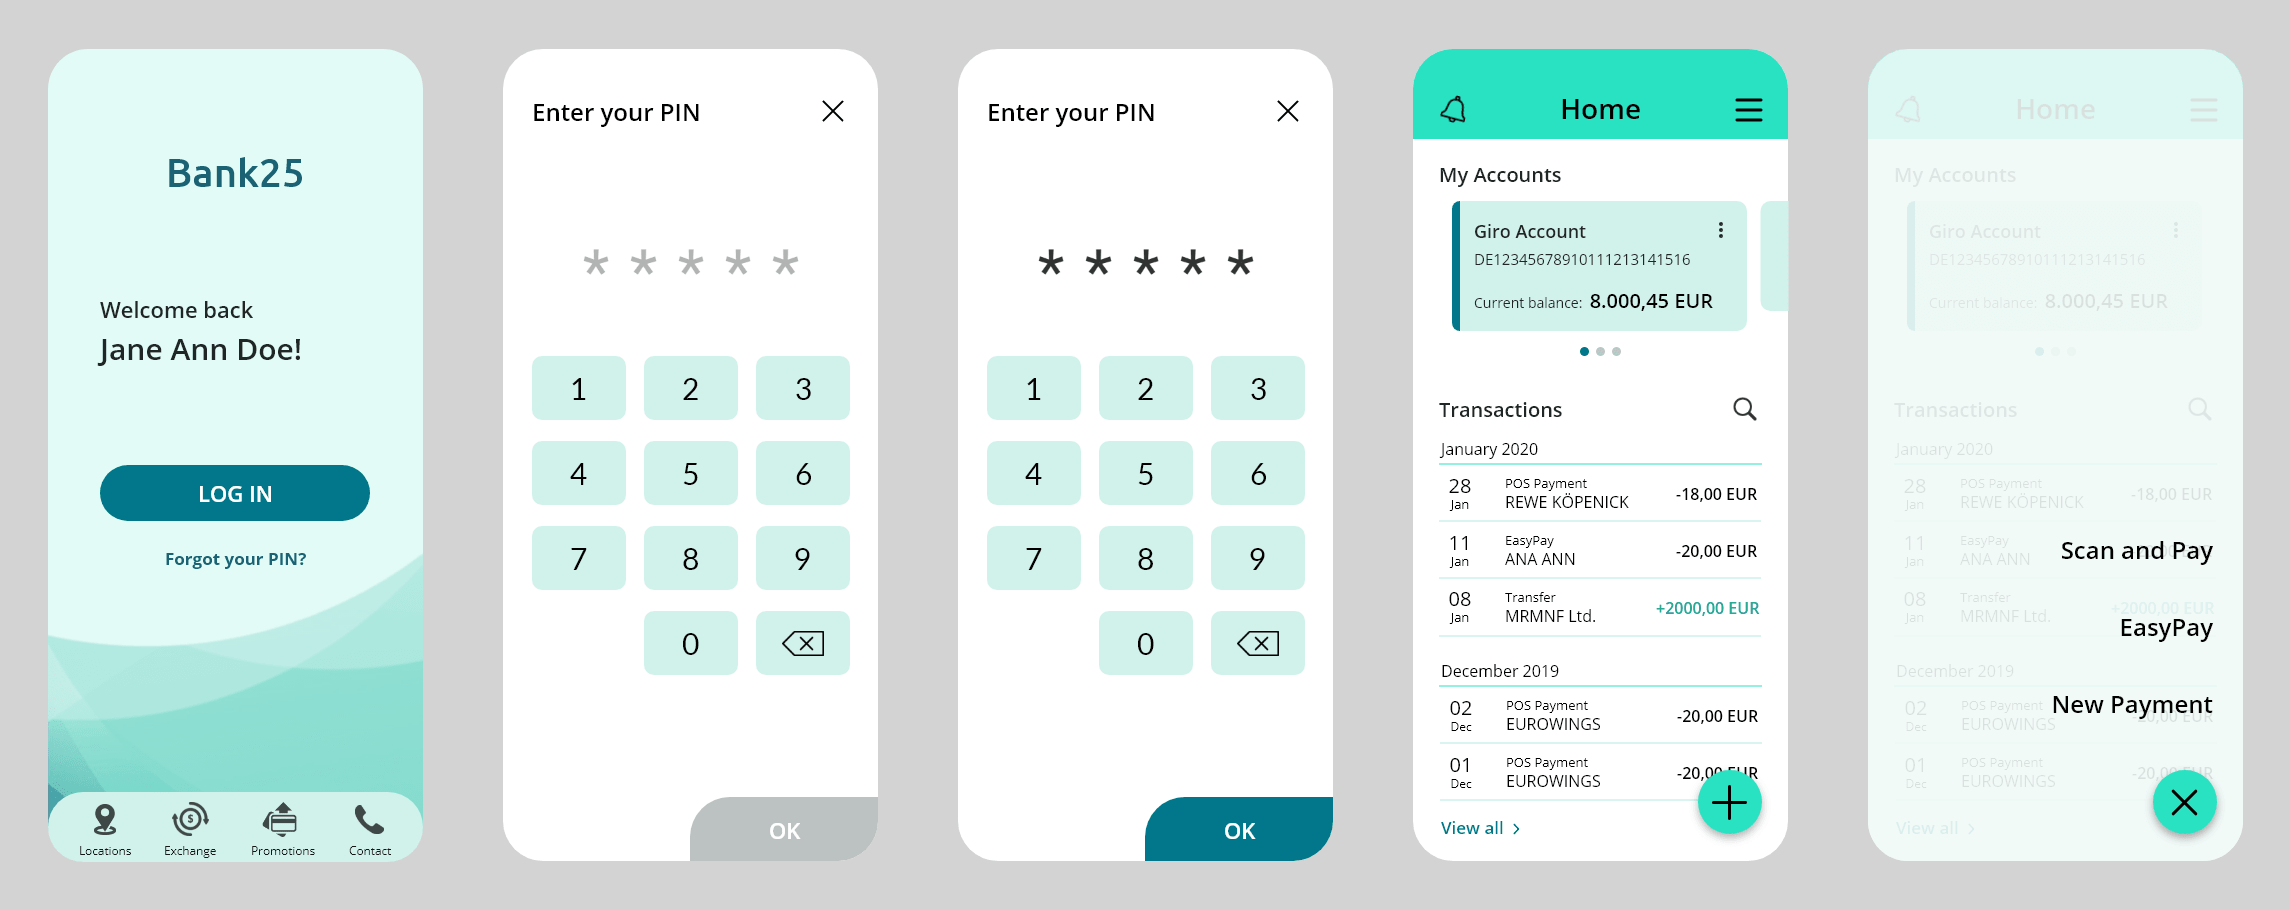 Bank25
Welcome back
Jane Ann Doe!
LOG IN
Forgot your PIN?
Locations
Exchange
Promotions
Contact
Enter your PIN
* * * * *
1 2 3
4 5 6
7 8 9
0
OK
Enter your PIN
* * * * *
1 2 3
4 5 6
7 8 9
0
OK
Home
My Accounts
Giro Account
DE12345678910111213141516
Current balance: 8.000,45 EUR
Transactions
January 2020
28 Jan
POS Payment
REWE KÖPENICK
-18,00 EUR
11 Jan
EasyPay
ANA ANN
-20,00 EUR
08 Jan
Transfer
MRMNF Ltd.
+2000,00 EUR
December 2019
02 Dec
POS Payment
EUROWINGS
-20,00 EUR
01 Dec
POS Payment
EUROWINGS
-20,00 EUR
View all
Home
My Accounts
Giro Account
DE12345678910111213141516
Current balance: 8.000,45 EUR
Transactions
January 2020
28 Jan
POS Payment
REWE KÖPENICK
-18,00 EUR
11 Jan
EasyPay
ANA ANN
Scan and Pay
08 Jan
Transfer
MRMNF Ltd.
+2000,00 EUR
EasyPay
December 2019
02 Dec
POS Payment
EUROWINGS
-20,00 EUR
New Payment
01 Dec
POS Payment
EUROWINGS
-20,00 EUR
View all